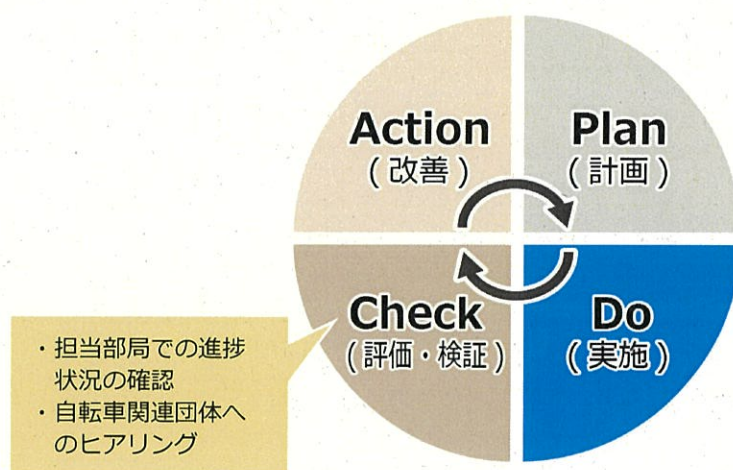 Action
(改善)
Plan
(計画)
Check
(評価・検証)
Do
(実施)
・担当部局での進捗
状況の確認
・自転車関連団体へ
のヒアリング